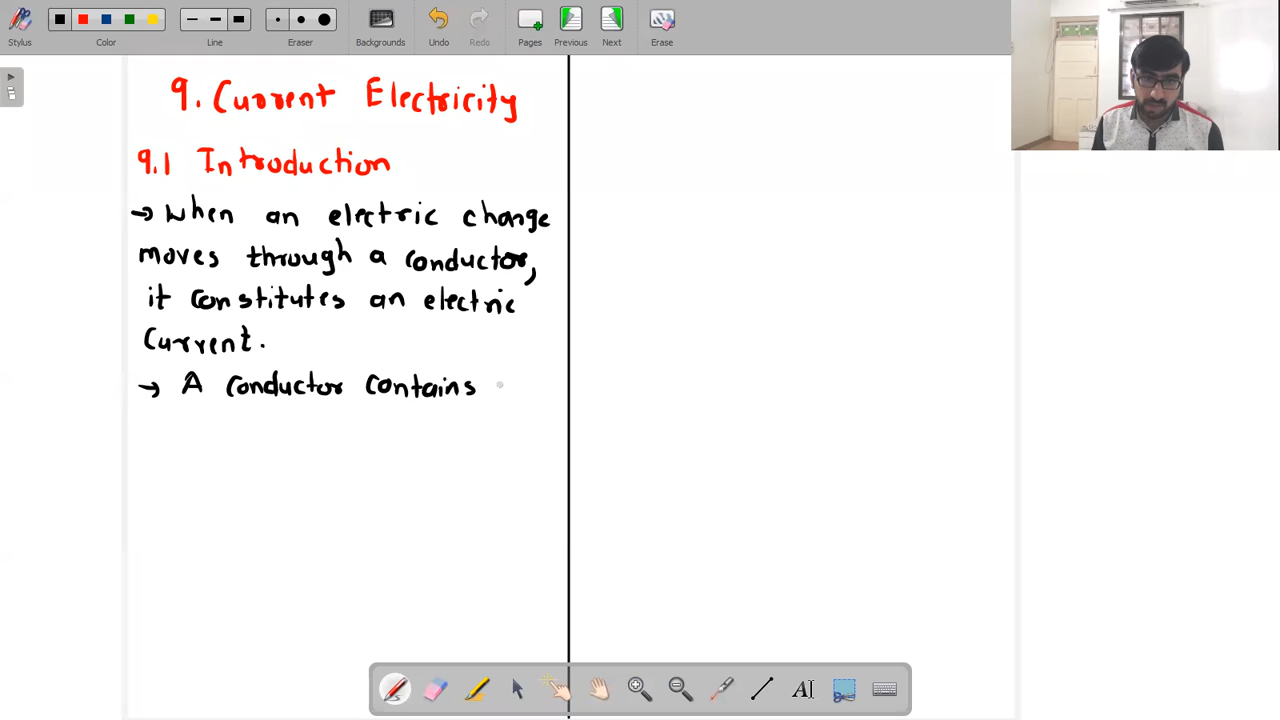 Stylus
Color
Line
Eraser
Backgrounds
Undo
Redo
Pages
Previous
Next
Erase
9. Current Electricity
9.1 Introduction
→ When an electric change
moves through a conductor,
it constitutes an electric
Current.
→ A conductor contains